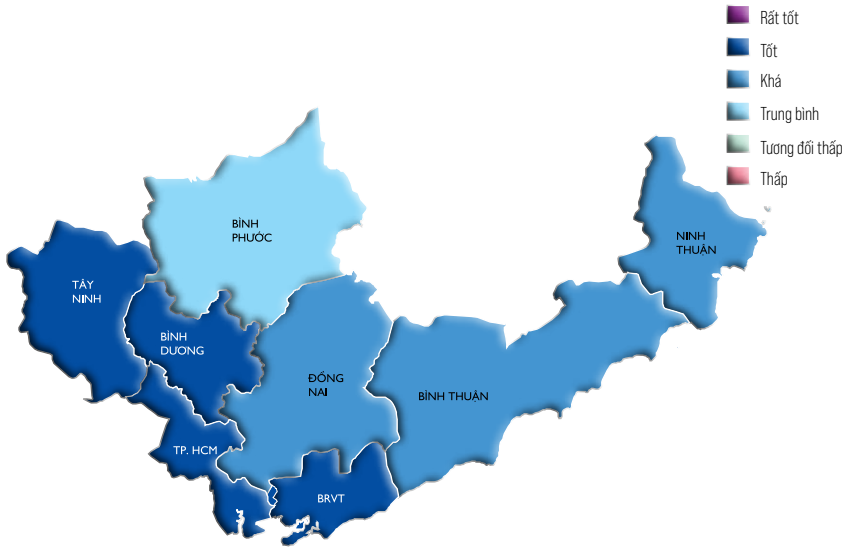 Rất tốt
Tốt
Khá
Trung bình
Tương đối thấp
Thấp
BÌNH
PHƯỚC
NINH
THUẬN
TÂY
NINH
BÌNH
DƯƠNG
ĐỒNG
NAI
BÌNH THUẬN
TP. HCM
BRVT